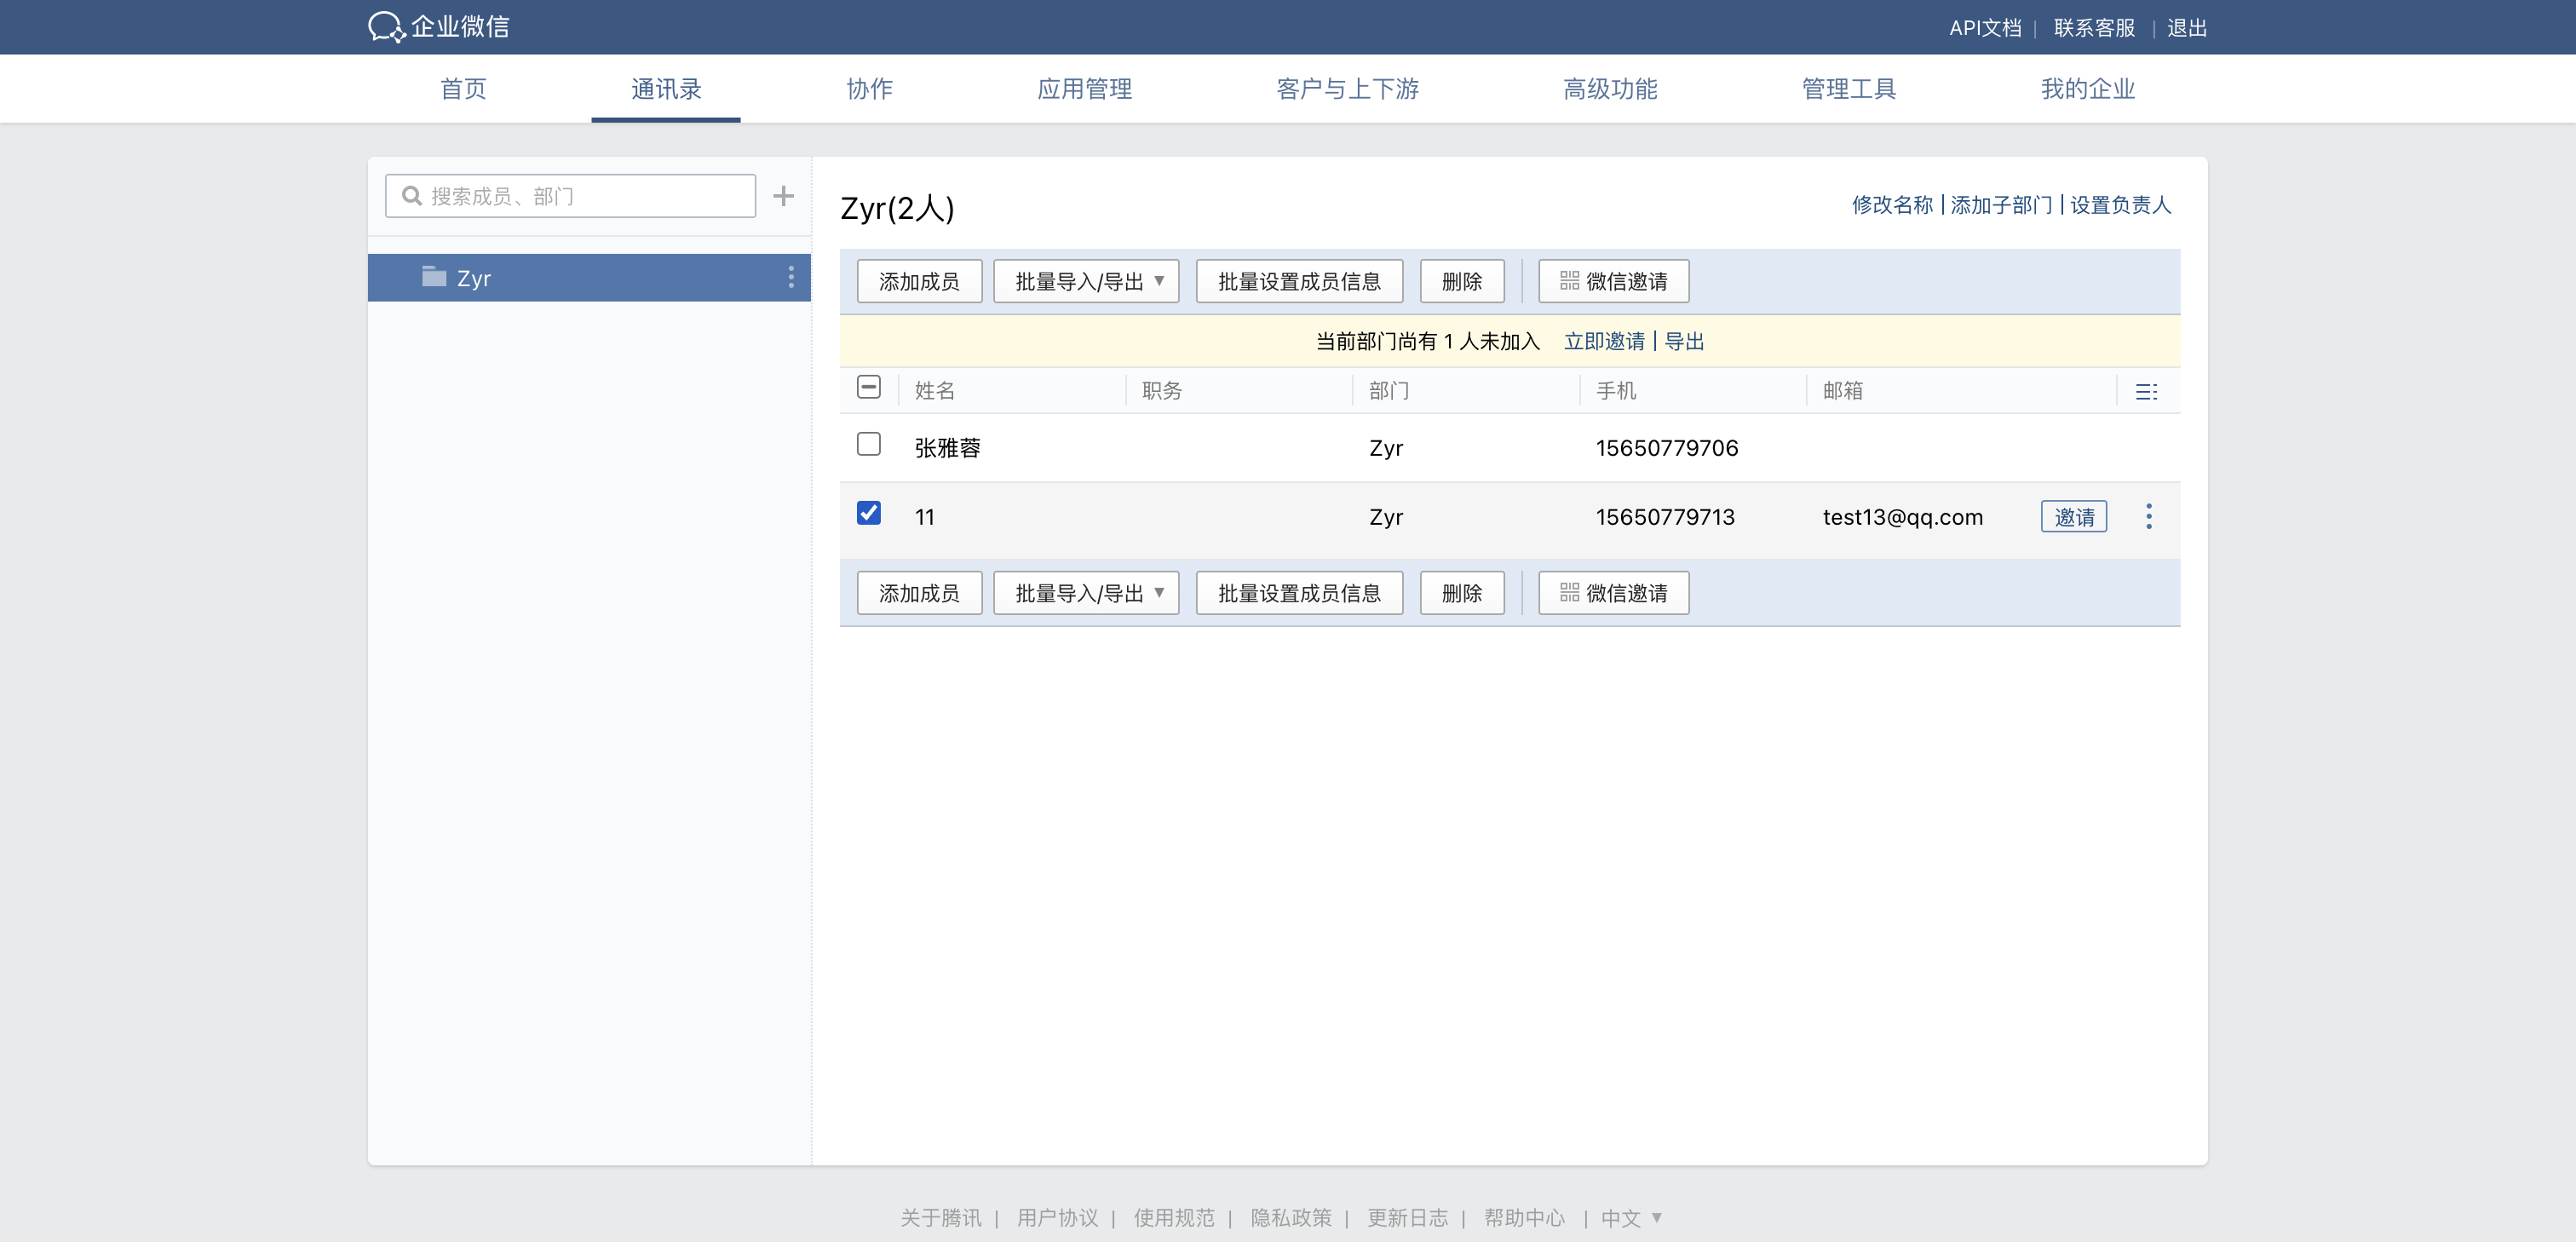 企业微信
API文档 | 联系客服 | 退出
首页 通讯录 协作 应用管理 客户与上下游 高级功能 管理工具 我的企业
搜索成员、部门
Zyr
Zyr(2人)
修改名称 | 添加子部门 | 设置负责人
添加成员 批量导入/导出 批量设置成员信息 删除 微信邀请
当前部门尚有 1 人未加入 立即邀请 | 导出
姓名 职务 部门 手机 邮箱
张雅蓉 Zyr 15650779706
11 Zyr 15650779713 test13@qq.com 邀请
添加成员 批量导入/导出 批量设置成员信息 删除 微信邀请
关于腾讯 | 用户协议 | 使用规范 | 隐私政策 | 更新日志 | 帮助中心 | 中文